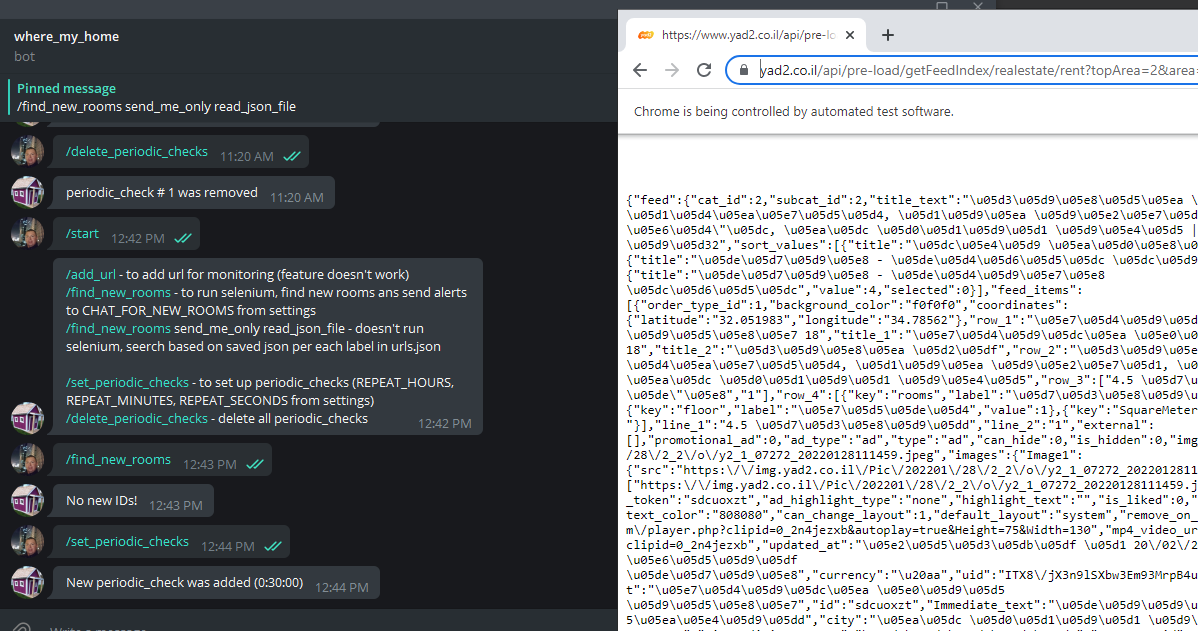 where_my_home
bot
Pinned message
/find_new_rooms send_me_only read_json_file
/delete_periodic_checks 11:20 AM
periodic_check # 1 was removed 11:20 AM
/start 12:42 PM
/add_url - to add url for monitoring (feature doesn't work)
/find_new_rooms - to run selenium, find new rooms ans send alerts
to CHAT_FOR_NEW_ROOMS from settings
/find_new_rooms send_me_only read_json_file - doesn't run
selenium, seerch based on saved json per each label in urls.json
/set_periodic_checks - to set up periodic_checks (REPEAT_HOURS,
REPEAT_MINUTES, REPEAT_SECONDS from settings)
/delete_periodic_checks - delete all periodic_checks 12:42 PM
/find_new_rooms 12:43 PM
No new IDs! 12:43 PM
/set_periodic_checks 12:44 PM
New periodic_check was added (0:30:00) 12:44 PM
Write a message
https://www.yad2.co.il/api/pre-lo
yad2.co.il/api/pre-load/getFeedIndex/realestate/rent?topArea=2&area=
Chrome is being controlled by automated test software.
{"feed":{"cat_id":2,"subcat_id":2,"title_text":"\u05d3\u05d9\u05e8\u05d5\u05ea \
\u05d1\u05d4\u05ea\u05e7\u05d5\u05d4, \u05d1\u05d9\u05ea \u05d9\u05e2\u05e7\u05d
\u05e6\u05d4\"\u05dc, \u05ea\u05dc \u05d0\u05d1\u05d9\u05d1 \u05d9\u05e4\u05d5 |
\u05d9\u05d32","sort_values":[{"title":"\u05dc\u05e4\u05d9 \u05ea\u05d0\u05e8\u0
{"title":"\u05de\u05d7\u05d9\u05e8 - \u05de\u05d4\u05d6\u05d5\u05dc \u05dc\u05d9
{"title":"\u05de\u05d7\u05d9\u05e8 - \u05de\u05d4\u05d9\u05e7\u05e8
\u05dc\u05d6\u05d5\u05dc","value":4,"selected":0}],"feed_items":
[{"order_type_id":1,"background_color":"f0f0f0","coordinates":
{"latitude":"32.051983","longitude":"34.78562"},"row_1":"\u05e7\u05d4\u05d9\u05d
\u05d9\u05d5\u05e8\u05e7 18","title_1":"\u05e7\u05d4\u05d9\u05dc\u05ea \u05e0\u0
18","title_2":"\u05d3\u05d9\u05e8\u05ea \u05d2\u05df","row_2":"\u05d3\u05d9\u05e
\u05d4\u05ea\u05e7\u05d5\u05d4, \u05d1\u05d9\u05ea \u05d9\u05e2\u05e7\u05d1, \u0
\u05ea\u05dc \u05d0\u05d1\u05d9\u05d1 \u05d9\u05e4\u05d5","row_3":["4.5 \u05d7\u
\u05de\"\u05e8","1"],"row_4":[{"key":"rooms","label":"\u05d7\u05d3\u05e8\u05d9\u
{"key":"floor","label":"\u05e7\u05d5\u05de\u05d4","value":1},{"key":"SquareMeter
"}],"line_1":"4.5 \u05d7\u05d3\u05e8\u05d9\u05dd","line_2":"1","external":
[],"promotional_ad":0,"ad_type":"ad","type":"ad","can_hide":0,"is_hidden":0,"img
/28\/2_2\/o\/y2_1_07272_20220128111459.jpeg","images":{"Image1":
{"src":"https:\/\/img.yad2.co.il\/Pic\/202201\/28\/2_2\/o\/y2_1_07272_2022012811
["https:\/\/img.yad2.co.il\/Pic\/202201\/28\/2_2\/o\/y2_1_07272_20220128111459.j
_token":"sdcuoxzt","ad_highlight_type":"none","highlight_text":"","is_liked":0,"
text_color":"808080","can_change_layout":1,"default_layout":"system","remove_on_
m\/player.php?clipid=0_2n4jezxb&autoplay=true&Height=75&Width=130","mp4_video_ur
clipid=0_2n4jezxb","updated_at":"\u05e2\u05d5\u05d3\u05db\u05df \u05d1 20\/02\/2
\u05e6\u05d5\u05d9\u05df
\u05de\u05d7\u05d9\u05e8","currency":"\u20aa","uid":"ITX8\/jX3n9lSXbw3Em93MrpB4u
t":"\u05e7\u05d4\u05d9\u05dc\u05ea \u05e0\u05d9\u05d5
\u05d9\u05d5\u05e8\u05e7","id":"sdcuoxzt","Immediate_text":"\u05de\u05d9\u05d9\u
5\u05ea\u05e4\u05d9\u05dd","city":"\u05ea\u05dc \u05d0\u05d1\u05d9\u05d1 \u05d9\